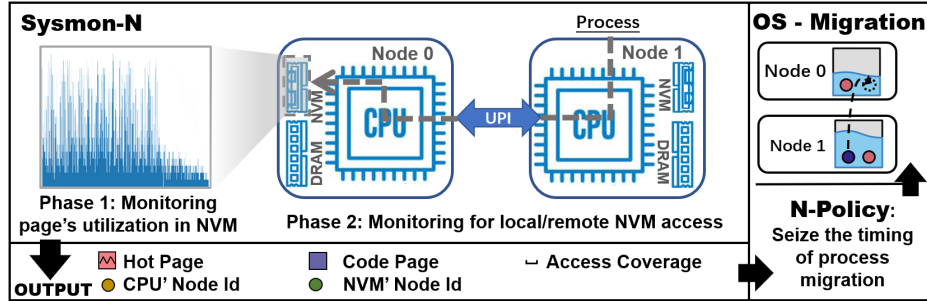 Sysmon-N
Process
OS - Migration
Node 0
Node 1
NVM
DRAM
CPU
UPI
CPU
NVM
DRAM
Node 0
Node 1
Phase 1: Monitoring
page's utilization in NVM
Phase 2: Monitoring for local/remote NVM access
N-Policy:
Seize the timing
of process
migration
OUTPUT
Hot Page
Code Page
Access Coverage
CPU' Node Id
NVM' Node Id